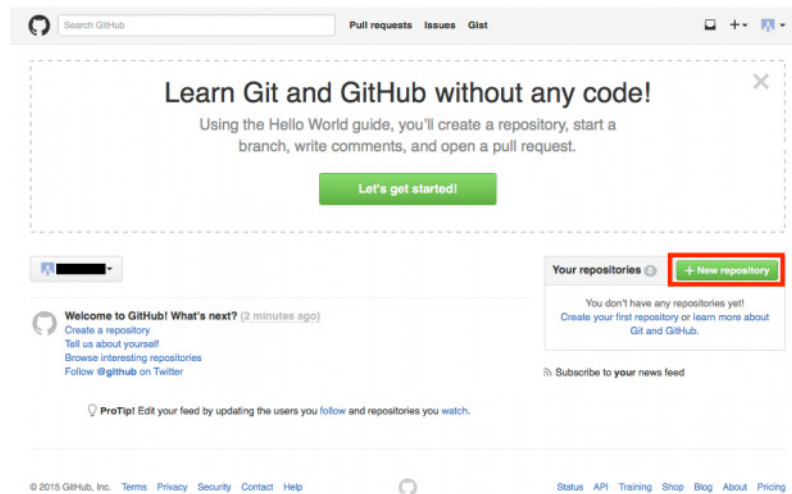 Search GitHub
Pull requests Issues Gist
Learn Git and GitHub without any code!
Using the Hello World guide, you'll create a repository, start a
branch, write comments, and open a pull request.
Let's get started!
Your repositories 0
+ New repository
You don't have any repositories yet!
Create your first repository or learn more about
Git and GitHub.
Welcome to GitHub! What's next? (2 minutes ago)
Create a repository
Tell us about yourself
Browse interesting repositories
Follow @github on Twitter
Subscribe to your news feed
ProTip! Edit your feed by updating the users you follow and repositories you watch.
© 2015 GitHub, Inc. Terms Privacy Security Contact Help
Status API Training Shop Blog About Pricing